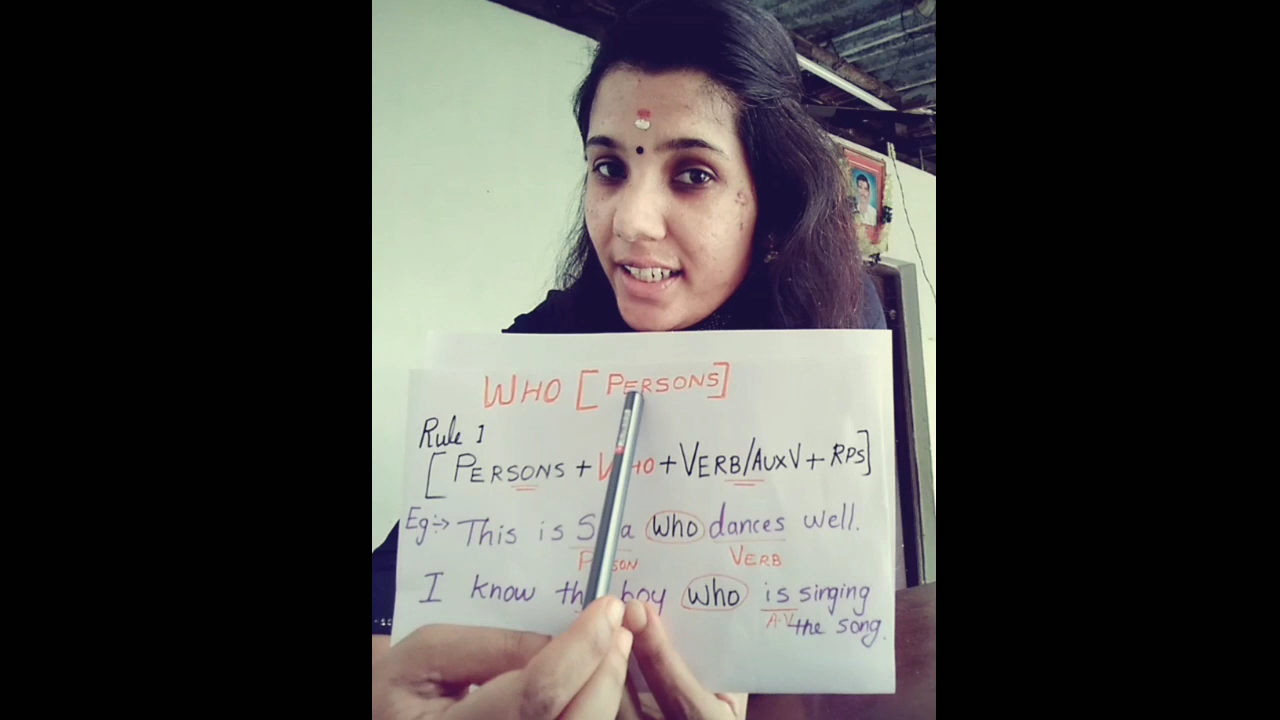 WHO [PERSONS]
Rule 1
[PERSONS + WHO + VERB/AUXV + RPS]
Eg:-> This is who dances well.
VERB
I know boy who is singing
A.V the song.